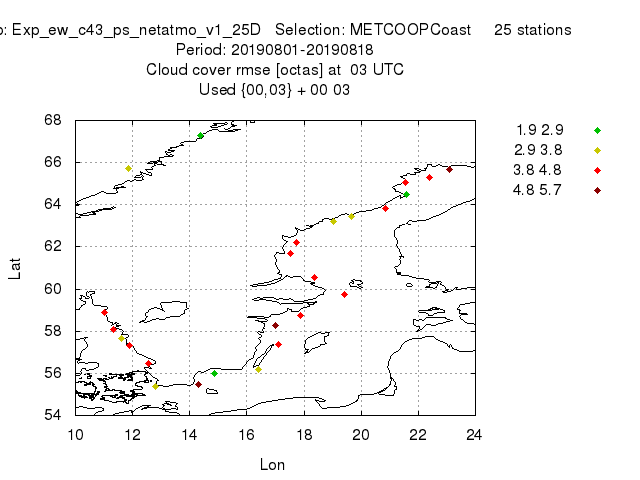 : Exp_ew_c43_ps_netatmo_v1_25D Selection: METCOOPCoast 25 stations
Period: 20190801-20190818
Cloud cover rmse [octas] at 03 UTC
Used {00,03} + 00 03
1.9 2.9
2.9 3.8
3.8 4.8
4.8 5.7
68
66
64
62
60
58
56
54
Lat
10 12 14 16 18 20 22 24
Lon